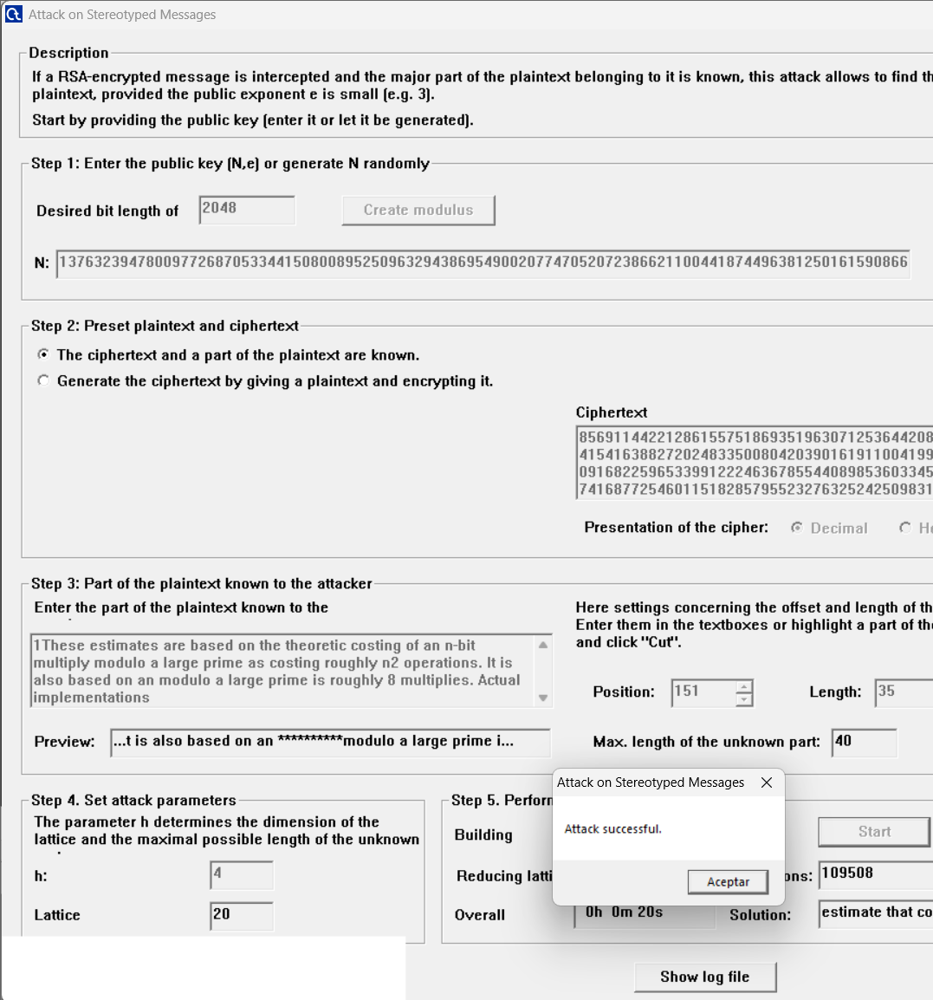 Attack on Stereotyped Messages
Description
If a RSA-encrypted message is intercepted and the major part of the plaintext belonging to it is known, this attack allows to find th
plaintext, provided the public exponent e is small (e.g. 3).
Start by providing the public key (enter it or let it be generated).
Step 1: Enter the public key (N,e) or generate N randomly
Desired bit length of
2048
Create modulus
N:
137632394780097726870533441508008952509632943869549002077470520723866211004418744963812501615908​66
Step 2: Preset plaintext and ciphertext
The ciphertext and a part of the plaintext are known.
Generate the ciphertext by giving a plaintext and encrypting it.
Ciphertext
85691144221286155751869351963071253644208
415416388272024833500804203901619110041​99
091682259653399122246367855440898536033​45
741687725460115182857955232763252425098​31
Presentation of the cipher:
Decimal
He
Step 3: Part of the plaintext known to the attacker
Enter the part of the plaintext known to the
Here settings concerning the offset and length of th
Enter them in the textboxes or highlight a part of the
and click "Cut".
1These estimates are based on the theoretic costing of an n-bit
multiply modulo a large prime as costing roughly n2 operations. It is
also based on an modulo a large prime is roughly 8 multiplies. Actual
implementations
Position:
151
Length:
35
Preview:
...t is also based on an **********modulo a large prime i...
Max. length of the unknown part:
40
Step 4. Set attack parameters
The parameter h determines the dimension of the
lattice and the maximal possible length of the unknown
h:
4
Lattice
20
Step 5. Perform
Building
Start
Reducing latti
ons:
109508
Overall
0h 0m 20s
Solution:
estimate that co
Attack on Stereotyped Messages
Attack successful.
Aceptar
Show log file